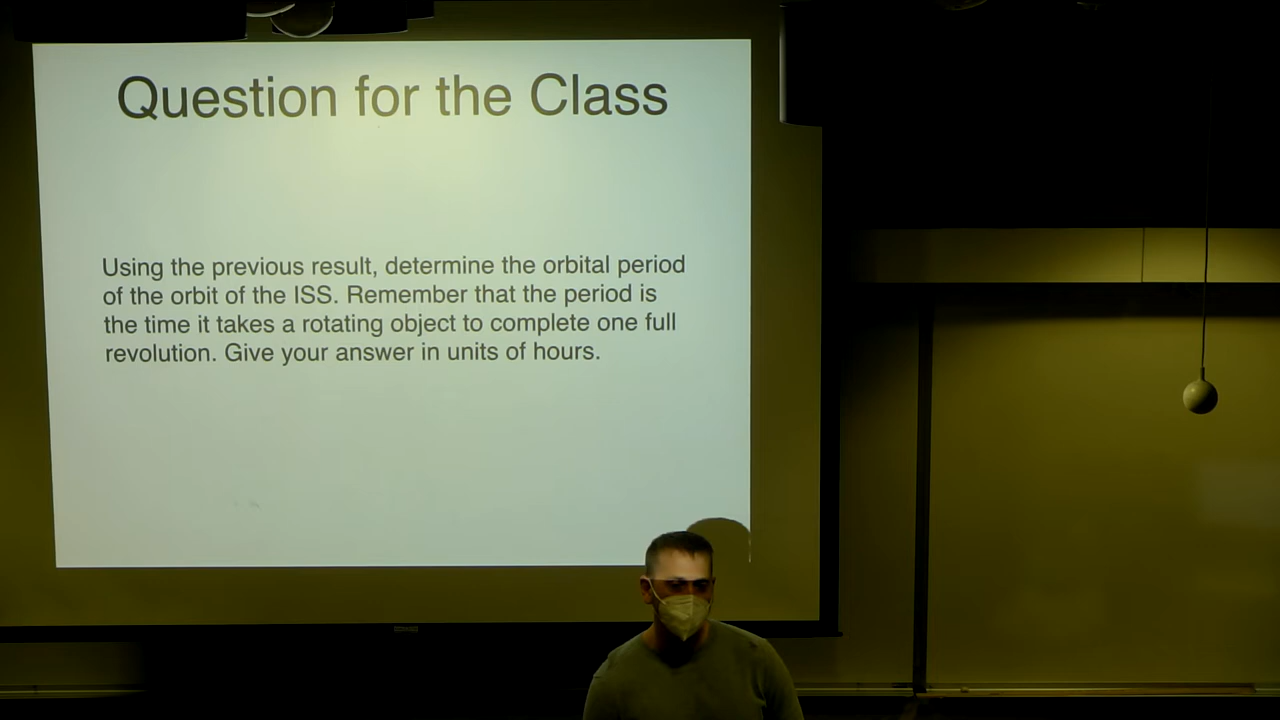 Question for the Class
Using the previous result, determine the orbital period
of the orbit of the ISS. Remember that the period is
the time it takes a rotating object to complete one full
revolution. Give your answer in units of hours.